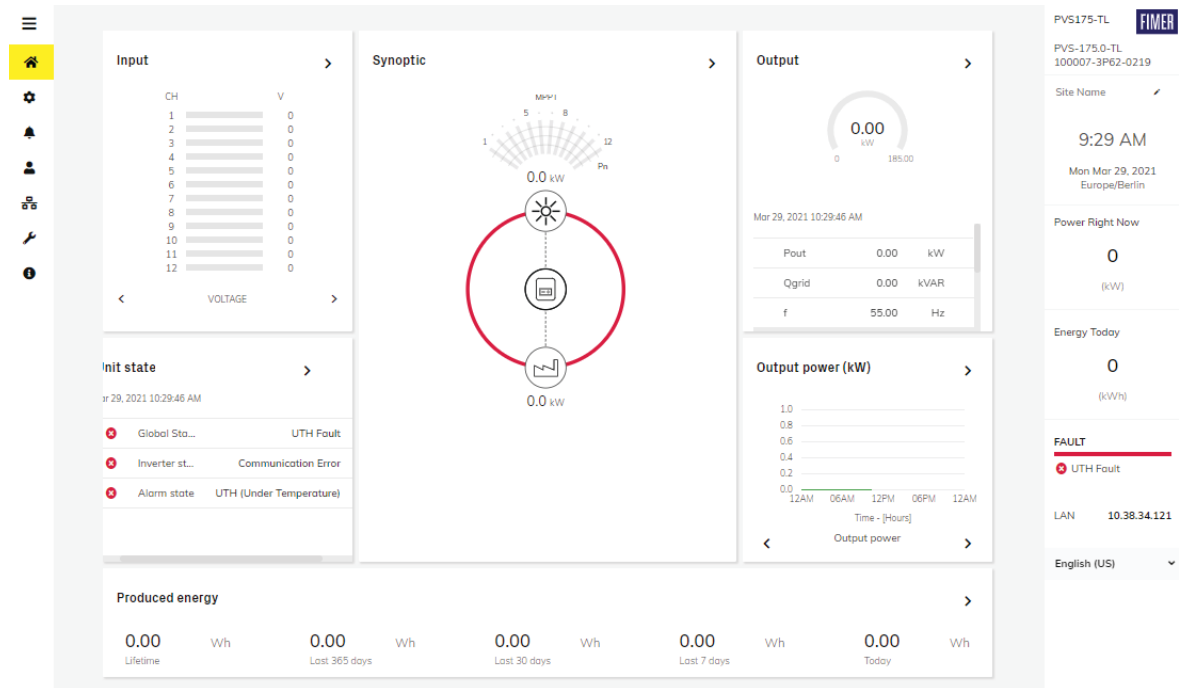 Input
CH V
1 0
2 0
3 0
4 0
5 0
6 0
7 0
8 0
9 0
10 0
11 0
12 0
VOLTAGE
Synoptic
MPPT
5 8
1 12
Pn
0.0 kW
0.0 kW
Output
0.00
kW
0 185.00
Mar 29, 2021 10:29:46 AM
Pout 0.00 kW
Qgrid 0.00 kVAR
f 55.00 Hz
Unit state
ar 29, 2021 10:29:46 AM
Global Sta... UTH Fault
Inverter st... Communication Error
Alarm state UTH (Under Temperature)
Output power (kW)
1.0
0.8
0.6
0.4
0.2
0.0
12AM 06AM 12PM 06PM 12AM
Time - [Hours]
Output power
Produced energy
0.00 Wh 0.00 Wh 0.00 Wh 0.00 Wh 0.00 Wh
Lifetime Last 365 days Last 30 days Last 7 days Today
PVS175-TL FIMER
PVS-175.0-TL
100007-3P62-0219
Site Name
9:29 AM
Mon Mar 29, 2021
Europe/Berlin
Power Right Now
0
(kW)
Energy Today
0
(kWh)
FAULT
UTH Fault
LAN 10.38.34.121
English (US)